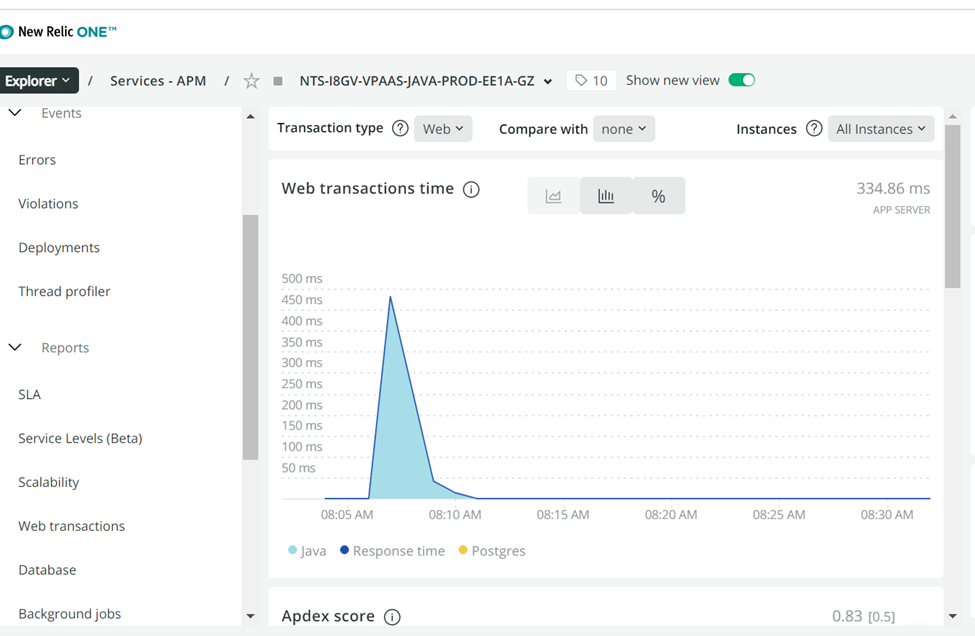 New Relic ONE™
Explorer / Services - APM / NTS-I8GV-VPAAS-JAVA-PROD-EE1A-GZ 10 Show new view
Events
Errors
Violations
Deployments
Thread profiler
Reports
SLA
Service Levels (Beta)
Scalability
Web transactions
Database
Background jobs
Transaction type ? Web Compare with none Instances ? All Instances
Web transactions time i % 334.86 ms
APP SERVER
500 ms
450 ms
400 ms
350 ms
300 ms
250 ms
200 ms
150 ms
100 ms
50 ms
08:05 AM 08:10 AM 08:15 AM 08:20 AM 08:25 AM 08:30 AM
Java Response time Postgres
Apdex score i 0.83 [0.5]